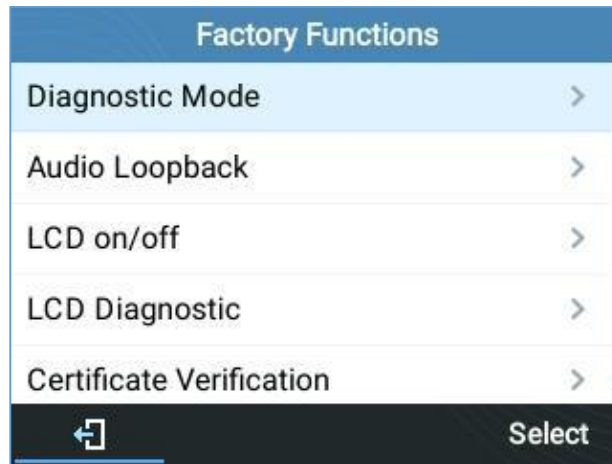 Factory Functions
Diagnostic Mode
Audio Loopback
LCD on/off
LCD Diagnostic
Certificate Verification
Select